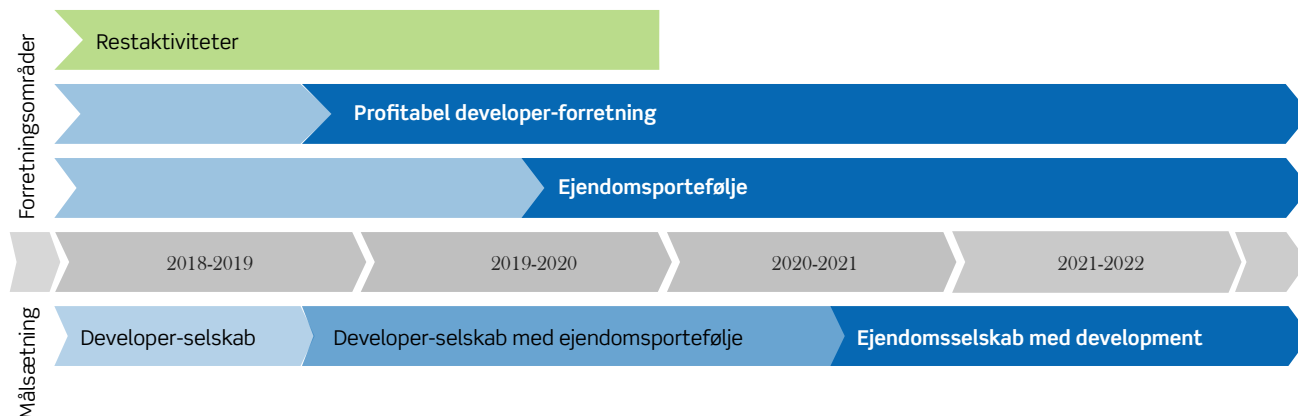 Forretningsområder
Restaktiviteter
Profitabel developer-forretning
Ejendomsportefølje
2018-2019
2019-2020
2020-2021
2021-2022
Målsætning
Developer-selskab
Developer-selskab med ejendomsportefølje
Ejendomsselskab med development